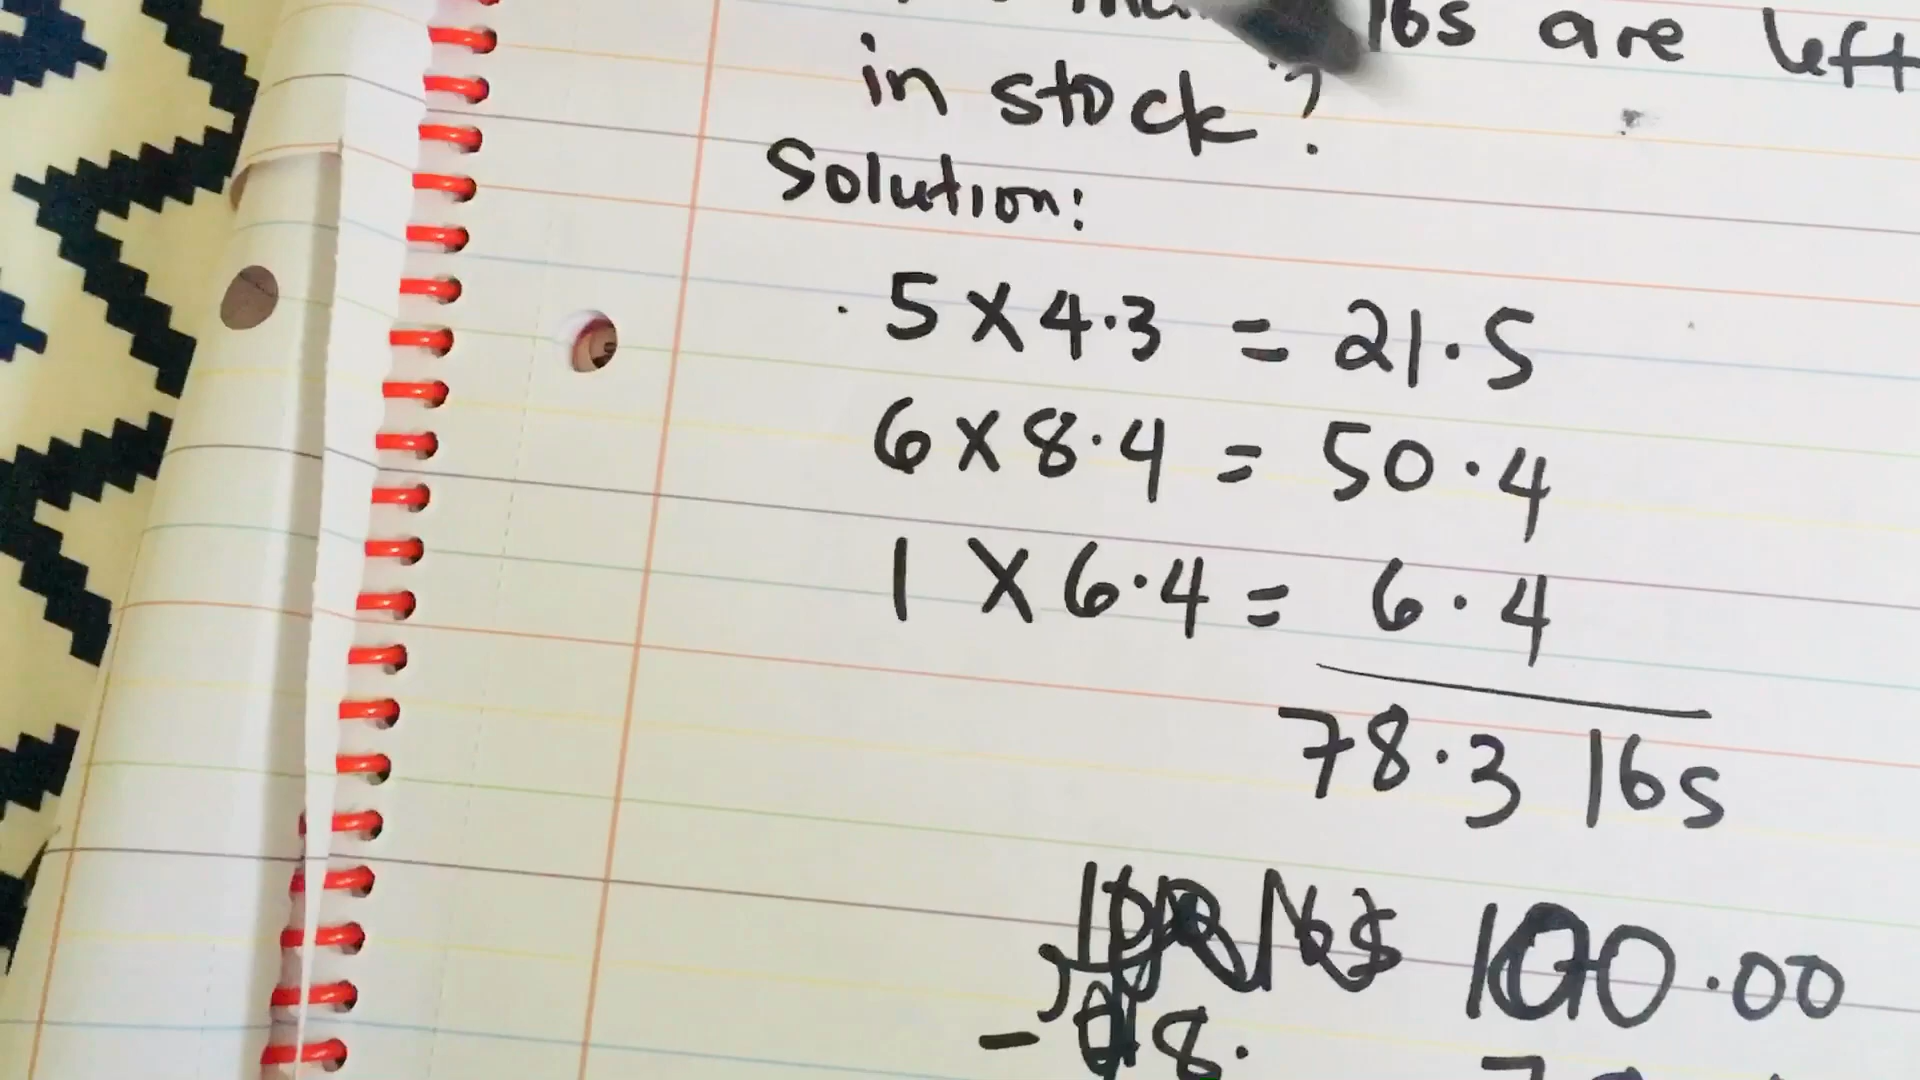 lbs are left
in stock?
Solution:
5 X 4.3 = 21.5
6 X 8.4 = 50.4
1 X 6.4 = 6.4
78.3 lbs
100.00
- 8.